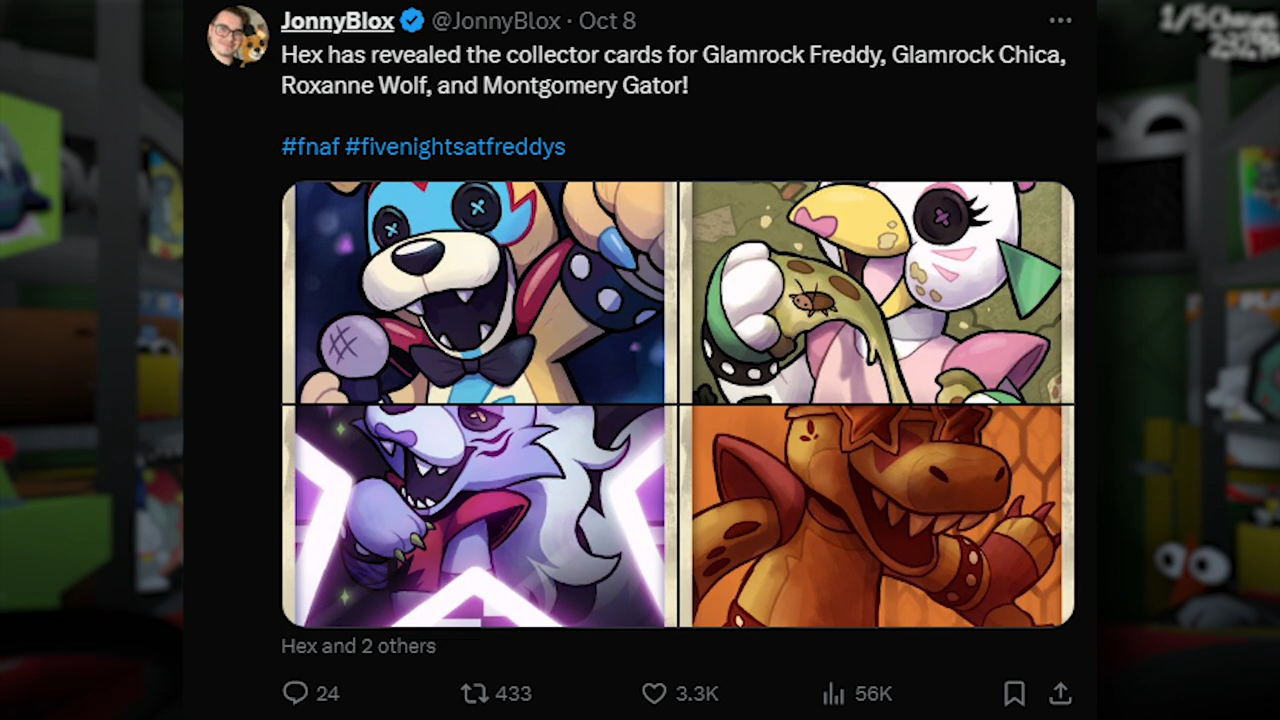 JonnyBlox @JonnyBlox · Oct 8
Hex has revealed the collector cards for Glamrock Freddy, Glamrock Chica,
Roxanne Wolf, and Montgomery Gator!
#fnaf #fivenightsatfreddys
Hex and 2 others
24 433 3.3K 56K